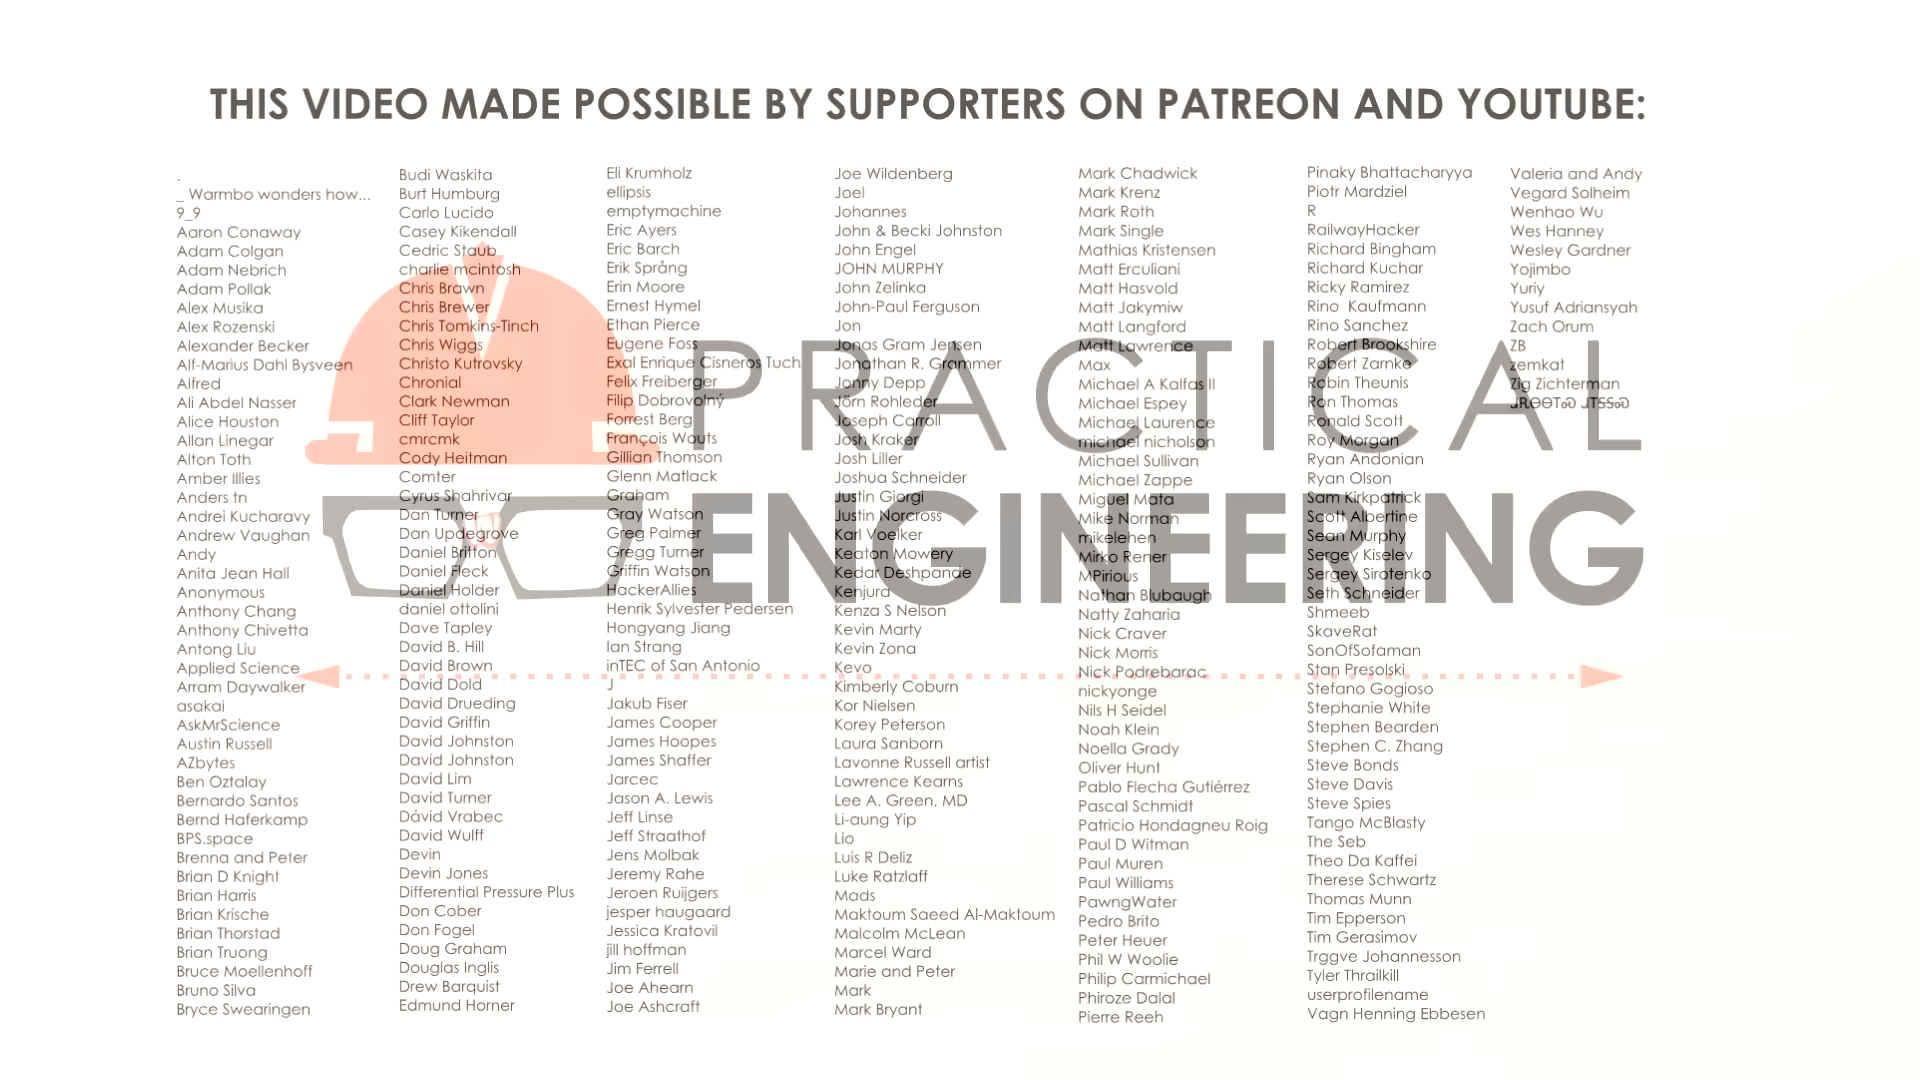 THIS VIDEO MADE POSSIBLE BY SUPPORTERS ON PATREON AND YOUTUBE:
.
_ Warmbo wonders how...
9_9
Aaron Conaway
Adam Colgan
Adam Nebrich
Adam Pollak
Alex Musika
Alex Rozenski
Alexander Becker
Alf-Marius Dahl Bysveen
Alfred
Ali Abdel Nasser
Alice Houston
Allan Linegar
Alton Toth
Amber Illies
Anders tn
Andrei Kucharavy
Andrew Vaughan
Andy
Anita Jean Hall
Anonymous
Anthony Chang
Anthony Chivetta
Antong Liu
Applied Science
Arram Daywalker
asakai
AskMrScience
Austin Russell
AZbytes
Ben Oztalay
Bernardo Santos
Bernd Haferkamp
BPS.space
Brenna and Peter
Brian D Knight
Brian Harris
Brian Krische
Brian Thorstad
Brian Truong
Bruce Moellenhoff
Bruno Silva
Bryce Swearingen
Budi Waskita
Burt Humburg
Carlo Lucido
Casey Kikendall
Cedric Staub
charlie mcintosh
Chris Brawn
Chris Brewer
Chris Tomkins-Tinch
Chris Wiggs
Christo Kutrovsky
Chronial
Clark Newman
Cliff Taylor
cmrcmk
Cody Heitman
Comter
Cyrus Shahrivar
Dan Turner
Dan Updegrove
Daniel Britton
Daniel Fleck
Daniel Holder
daniel ottolini
Dave Tapley
David B. Hill
David Brown
David Dold
David Drueding
David Griffin
David Johnston
David Johnston
David Lim
David Turner
Dávid Vrabec
David Wulff
Devin
Devin Jones
Differential Pressure Plus
Don Cober
Don Fogel
Doug Graham
Douglas Inglis
Drew Barquist
Edmund Horner
Eli Krumholz
ellipsis
emptymachine
Eric Ayers
Eric Barch
Erik Språng
Erin Moore
Ernest Hymel
Ethan Pierce
Eugene Foss
Exal Enrique Cisneros Tuch
Felix Freiberger
Filip Dobrovolný
Forrest Berg
François Wouts
Gillian Thomson
Glenn Matlack
Graham
Gray Watson
Greg Palmer
Gregg Turner
Griffin Watson
HackerAllies
Henrik Sylvester Pedersen
Hongyang Jiang
Ian Strang
inTEC of San Antonio
J
Jakub Fiser
James Cooper
James Hoopes
James Shaffer
Jarcec
Jason A. Lewis
Jeff Linse
Jeff Straathof
Jens Molbak
Jeremy Rahe
Jeroen Ruijgers
jesper haugaard
Jessica Kratovil
jill hoffman
Jim Ferrell
Joe Ahearn
Joe Ashcraft
Joe Wildenberg
Joel
Johannes
John & Becki Johnston
John Engel
JOHN MURPHY
John Zelinka
John-Paul Ferguson
Jon
Jonas Gram Jensen
Jonathan R. Grammer
Jonny Depp
Jörn Rohleder
Joseph Carroll
Josh Kraker
Josh Liller
Joshua Schneider
Justin Giorgi
Justin Norcross
Karl Voelker
Keaton Mowery
Kedar Deshpande
Kenjura
Kenza S Nelson
Kevin Marty
Kevin Zona
Kevo
Kimberly Coburn
Kor Nielsen
Korey Peterson
Laura Sanborn
Lavonne Russell artist
Lawrence Kearns
Lee A. Green, MD
Li-aung Yip
Lio
Luis R Deliz
Luke Ratzlaff
Mads
Maktoum Saeed Al-Maktoum
Malcolm McLean
Marcel Ward
Marie and Peter
Mark
Mark Bryant
Mark Chadwick
Mark Krenz
Mark Roth
Mark Single
Mathias Kristensen
Matt Erculiani
Matt Hasvold
Matt Jakymiw
Matt Langford
Matt Lawrence
Max
Michael A Kalfas II
Michael Espey
Michael Laurence
michael nicholson
Michael Sullivan
Michael Zappe
Miguel Mata
Mike Norman
mikelehen
Mirko Rener
MPirious
Nathan Blubaugh
Natty Zaharia
Nick Craver
Nick Morris
Nick Podrebarac
nickyonge
Nils H Seidel
Noah Klein
Noella Grady
Oliver Hunt
Pablo Flecha Gutiérrez
Pascal Schmidt
Patricio Hondagneu Roig
Paul D Witman
Paul Muren
Paul Williams
PawngWater
Pedro Brito
Peter Heuer
Phil W Woolie
Philip Carmichael
Phiroze Dalal
Pierre Reeh
Pinaky Bhattacharyya
Piotr Mardziel
R
RailwayHacker
Richard Bingham
Richard Kuchar
Ricky Ramirez
Rino  Kaufmann
Rino Sanchez
Robert Brookshire
Robert Zarnke
Robin Theunis
Ron Thomas
Ronald Scott
Roy Morgan
Ryan Andonian
Ryan Olson
Sam Kirkpatrick
Scott Albertine
Sean Murphy
Sergey Kiselev
Sergey Sirotenko
Seth Schneider
Shmeeb
SkaveRat
SonOfSofaman
Stan Presolski
Stefano Gogioso
Stephanie White
Stephen Bearden
Stephen C. Zhang
Steve Bonds
Steve Davis
Steve Spies
Tango McBlasty
The Seb
Theo Da Kaffei
Therese Schwartz
Thomas Munn
Tim Epperson
Tim Gerasimov
Trggve Johannesson
Tyler Thrailkill
userprofilename
Vagn Henning Ebbesen
Valeria and Andy
Vegard Solheim
Wenhao Wu
Wes Hanney
Wesley Gardner
Yojimbo
Yuriy
Yusuf Adriansyah
Zach Orum
ZB
zemkat
Zig Zichterman
PRACTICAL
ENGINEERING